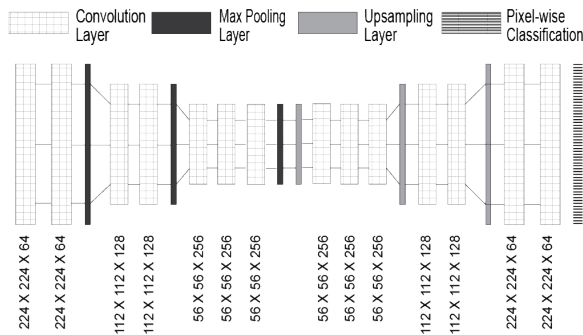 Convolution
Layer
Max Pooling
Layer
Upsampling
Layer
Pixel-wise
Classification
224 X 224 X 64
224 X 224 X 64
112 X 112 X 128
112 X 112 X 128
56 X 56 X 256
56 X 56 X 256
56 X 56 X 256
56 X 56 X 256
56 X 56 X 256
56 X 56 X 256
112 X 112 X 128
112 X 112 X 128
224 X 224 X 64
224 X 224 X 64